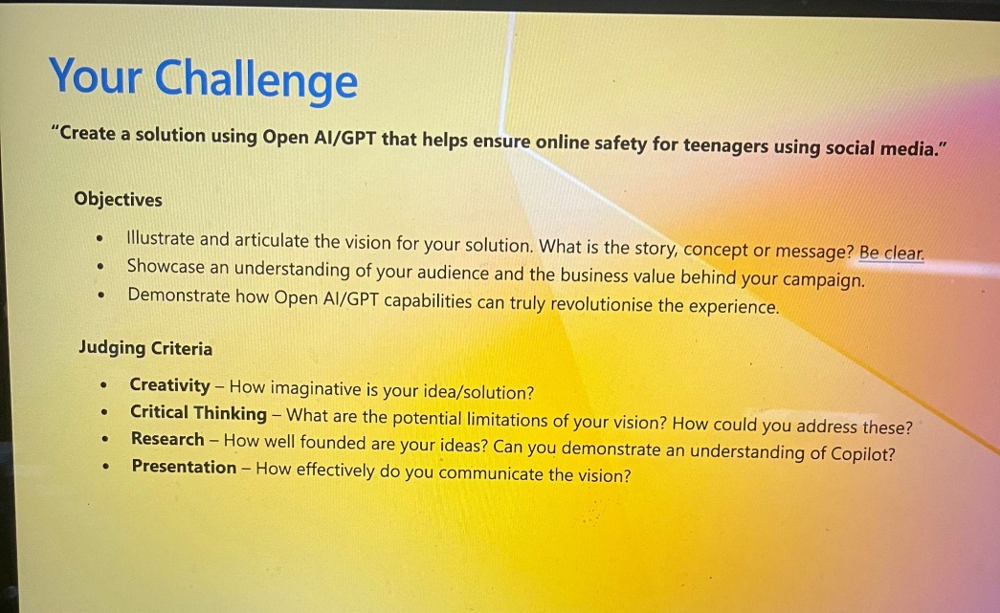 Your Challenge
“Create a solution using Open AI/GPT that helps ensure online safety for teenagers using social media.”
Objectives
• Illustrate and articulate the vision for your solution. What is the story, concept or message? Be clear.
• Showcase an understanding of your audience and the business value behind your campaign.
• Demonstrate how Open AI/GPT capabilities can truly revolutionise the experience.
Judging Criteria
• Creativity – How imaginative is your idea/solution?
• Critical Thinking – What are the potential limitations of your vision? How could you address these?
• Research – How well founded are your ideas? Can you demonstrate an understanding of Copilot?
• Presentation – How effectively do you communicate the vision?